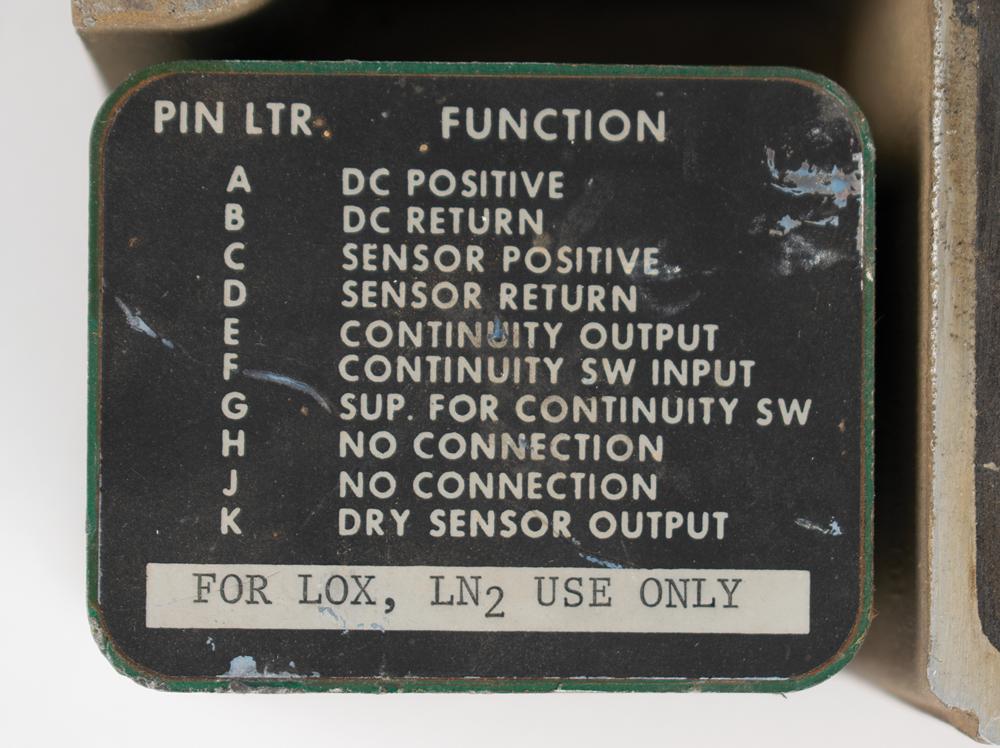 PIN LTR. FUNCTION
A DC POSITIVE
B DC RETURN
C SENSOR POSITIVE
D SENSOR RETURN
E CONTINUITY OUTPUT
F CONTINUITY SW INPUT
G SUP. FOR CONTINUITY SW
H NO CONNECTION
J NO CONNECTION
K DRY SENSOR OUTPUT
FOR LOX, LN₂ USE ONLY